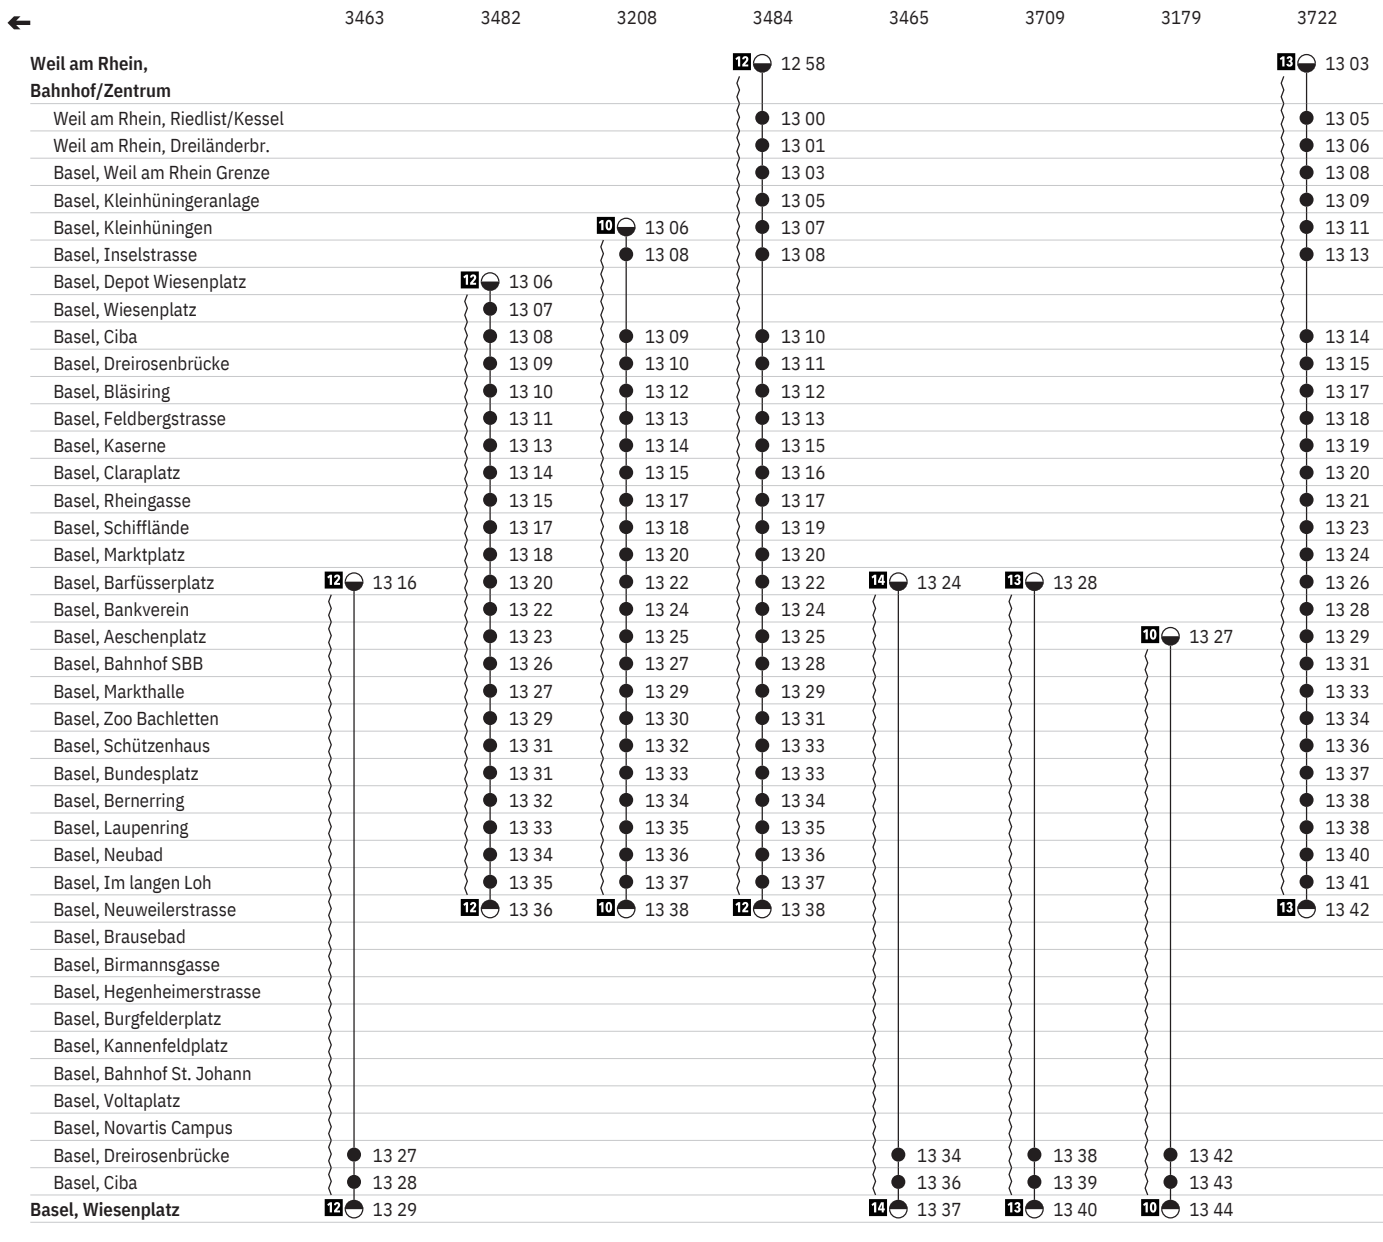 3463 3482 3208 3484 3465 3709 3179 3722
Weil am Rhein, 12 12 58 13 13 03
Bahnhof/Zentrum
Weil am Rhein, Riedlist/Kessel 13 00 13 05
Weil am Rhein, Dreiländerbr. 13 01 13 06
Basel, Weil am Rhein Grenze 13 03 13 08
Basel, Kleinhüningeranlage 13 05 13 09
Basel, Kleinhüningen 10 13 06 13 07 13 11
Basel, Inselstrasse 13 08 13 08 13 13
Basel, Depot Wiesenplatz 12 13 06
Basel, Wiesenplatz 13 07
Basel, Ciba 13 08 13 09 13 10 13 14
Basel, Dreirosenbrücke 13 09 13 10 13 11 13 15
Basel, Bläsiring 13 10 13 12 13 12 13 17
Basel, Feldbergstrasse 13 11 13 13 13 13 13 18
Basel, Kaserne 13 13 13 14 13 15 13 19
Basel, Claraplatz 13 14 13 15 13 16 13 20
Basel, Rheingasse 13 15 13 17 13 17 13 21
Basel, Schifflände 13 17 13 18 13 19 13 23
Basel, Marktplatz 13 18 13 20 13 20 13 24
Basel, Barfüsserplatz 12 13 16 13 20 13 22 13 22 14 13 24 13 13 28 13 26
Basel, Bankverein 13 22 13 24 13 24 13 28
Basel, Aeschenplatz 13 23 13 25 13 25 10 13 27 13 29
Basel, Bahnhof SBB 13 26 13 27 13 28 13 31
Basel, Markthalle 13 27 13 29 13 29 13 33
Basel, Zoo Bachletten 13 29 13 30 13 31 13 34
Basel, Schützenhaus 13 31 13 32 13 33 13 36
Basel, Bundesplatz 13 31 13 33 13 33 13 37
Basel, Bernerring 13 32 13 34 13 34 13 38
Basel, Laupenring 13 33 13 35 13 35 13 38
Basel, Neubad 13 34 13 36 13 36 13 40
Basel, Im langen Loh 13 35 13 37 13 37 13 41
Basel, Neuweilerstrasse 12 13 36 10 13 38 12 13 38 13 13 42
Basel, Brausebad
Basel, Birmannsgasse
Basel, Hegenheimerstrasse
Basel, Burgfelderplatz
Basel, Kannenfeldplatz
Basel, Bahnhof St. Johann
Basel, Voltaplatz
Basel, Novartis Campus
Basel, Dreirosenbrücke 13 27 13 34 13 38 13 42
Basel, Ciba 13 28 13 36 13 39 13 43
Basel, Wiesenplatz 12 13 29 14 13 37 13 13 40 10 13 44